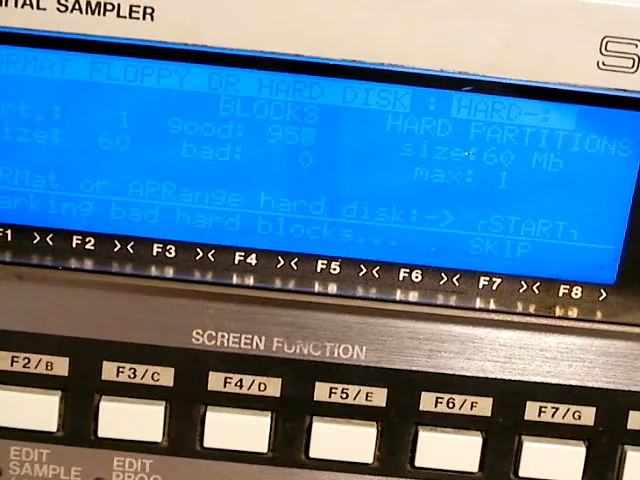 ITAL SAMPLER
S
ORMAT FLOPPY OR HARD DISK : HARD-:
BLOCKS HARD PARTITIONS
rt.: 1 good: 95 size: 60 Mb
ize: 60 bad: 0 max: 1
RMat or ARRange hard disk:-> START
arking bad hard blocks... SKIP
F1 >< F2 >< F3 >< F4 >< F5 >< F6 >< F7 >< F8 >
SCREEN FUNCTION
F2/B F3/C F4/D F5/E F6/F F7/G
EDIT EDIT
SAMPLE PROG